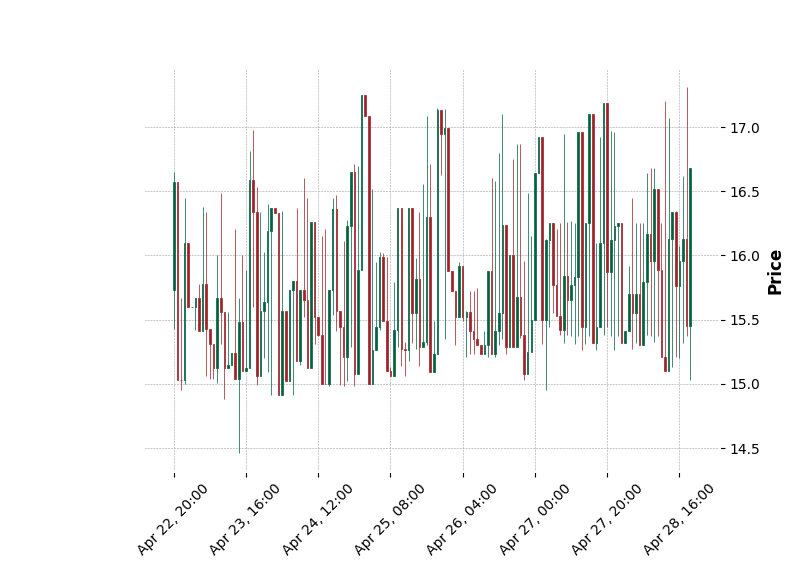 17.0
16.5
16.0
15.5
15.0
14.5
Price
Apr 22, 20:00
Apr 23, 16:00
Apr 24, 12:00
Apr 25, 08:00
Apr 26, 04:00
Apr 27, 00:00
Apr 27, 20:00
Apr 28, 16:00